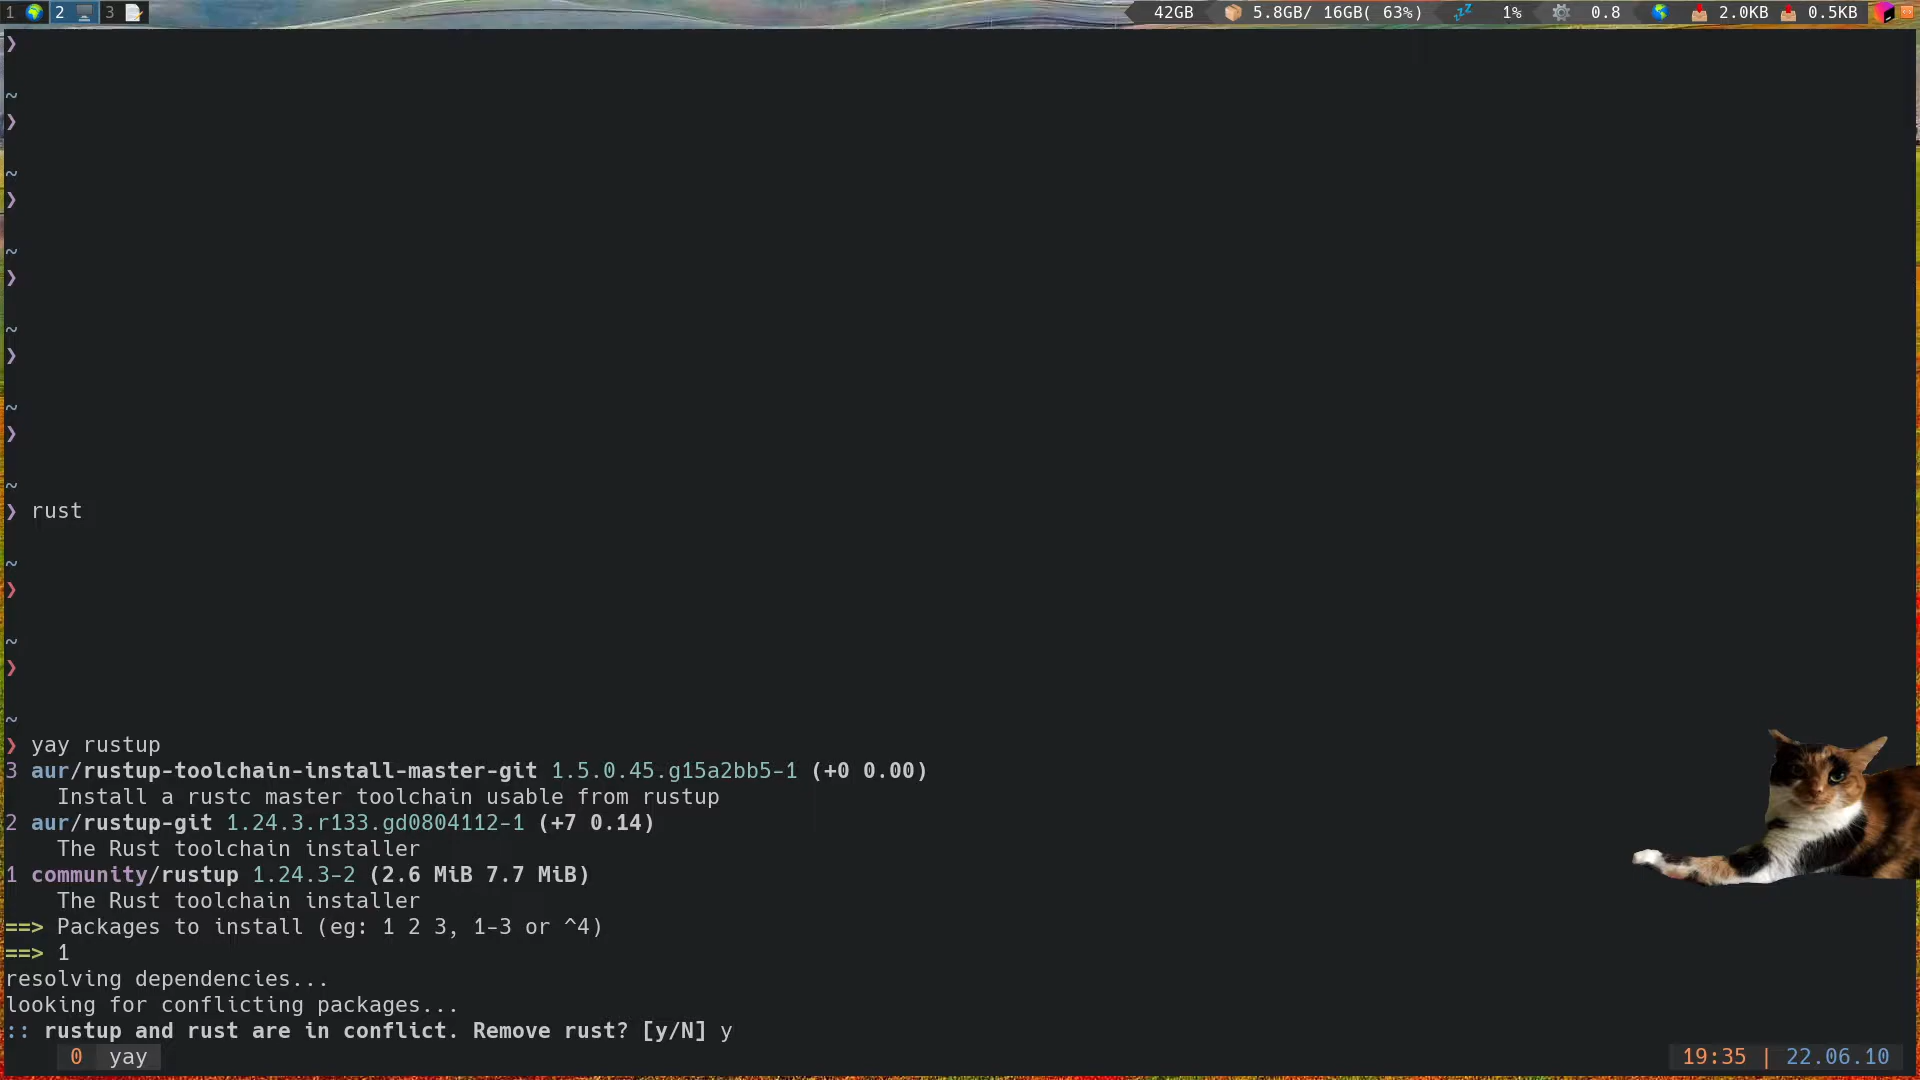 1 2 3 42GB 5.8GB/ 16GB( 63%) 1% 0.8 2.0KB 0.5KB
❯
~
❯
~
❯
~
❯
~
❯
~
❯
~
❯ rust
~
❯
~
❯
~
❯ yay rustup
3 aur/rustup-toolchain-install-master-git 1.5.0.45.g15a2bb5-1 (+0 0.00)
Install a rustc master toolchain usable from rustup
2 aur/rustup-git 1.24.3.r133.gd0804112-1 (+7 0.14)
The Rust toolchain installer
1 community/rustup 1.24.3-2 (2.6 MiB 7.7 MiB)
The Rust toolchain installer
==> Packages to install (eg: 1 2 3, 1-3 or ^4)
==> 1
resolving dependencies...
looking for conflicting packages...
:: rustup and rust are in conflict. Remove rust? [y/N] y
0 yay 19:35 | 22.06.10